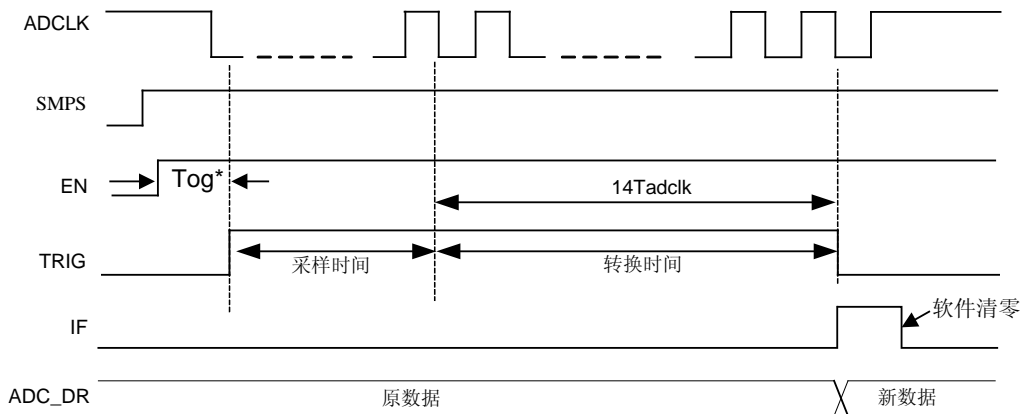 ADCLK
SMPS
EN
Tog*
14Tadclk
TRIG
采样时间
转换时间
IF
软件清零
ADC_DR
原数据
新数据